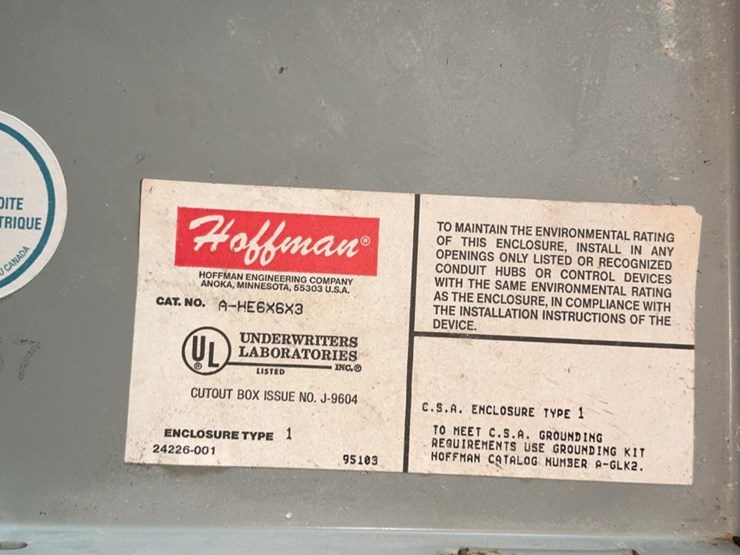 OITE
TRIQUE
U CANADA
Hoffman®
HOFFMAN ENGINEERING COMPANY
ANOKA, MINNESOTA, 55303 U.S.A.
CAT. NO. A-HE6X6X3
UL
UNDERWRITERS
LABORATORIES
INC.®
LISTED
CUTOUT BOX ISSUE NO. J-9604
ENCLOSURE TYPE 1
24226-001
95103
TO MAINTAIN THE ENVIRONMENTAL RATING
OF THIS ENCLOSURE, INSTALL IN ANY
OPENINGS ONLY LISTED OR RECOGNIZED
CONDUIT HUBS OR CONTROL DEVICES
WITH THE SAME ENVIRONMENTAL RATING
AS THE ENCLOSURE, IN COMPLIANCE WITH
THE INSTALLATION INSTRUCTIONS OF THE
DEVICE.
C.S.A. ENCLOSURE TYPE 1
TO MEET C.S.A. GROUNDING
REQUIREMENTS USE GROUNDING KIT
HOFFMAN CATALOG NUMBER A-GLK2.